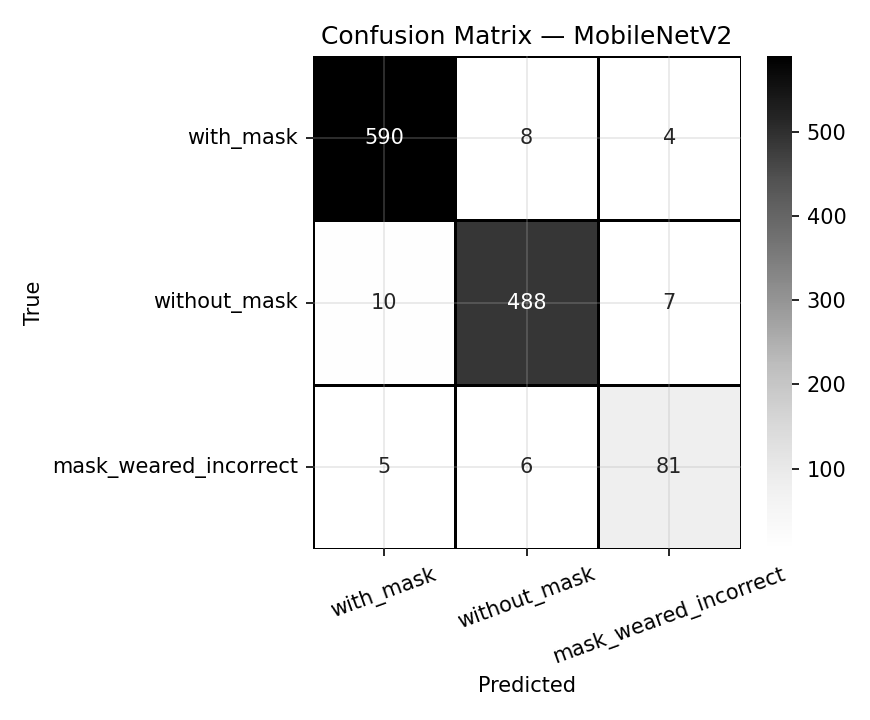 Confusion Matrix — MobileNetV2
with_mask 590 8 4
without_mask 10 488 7
mask_weared_incorrect 5 6 81
with_mask without_mask mask_weared_incorrect
Predicted
True
500
400
300
200
100